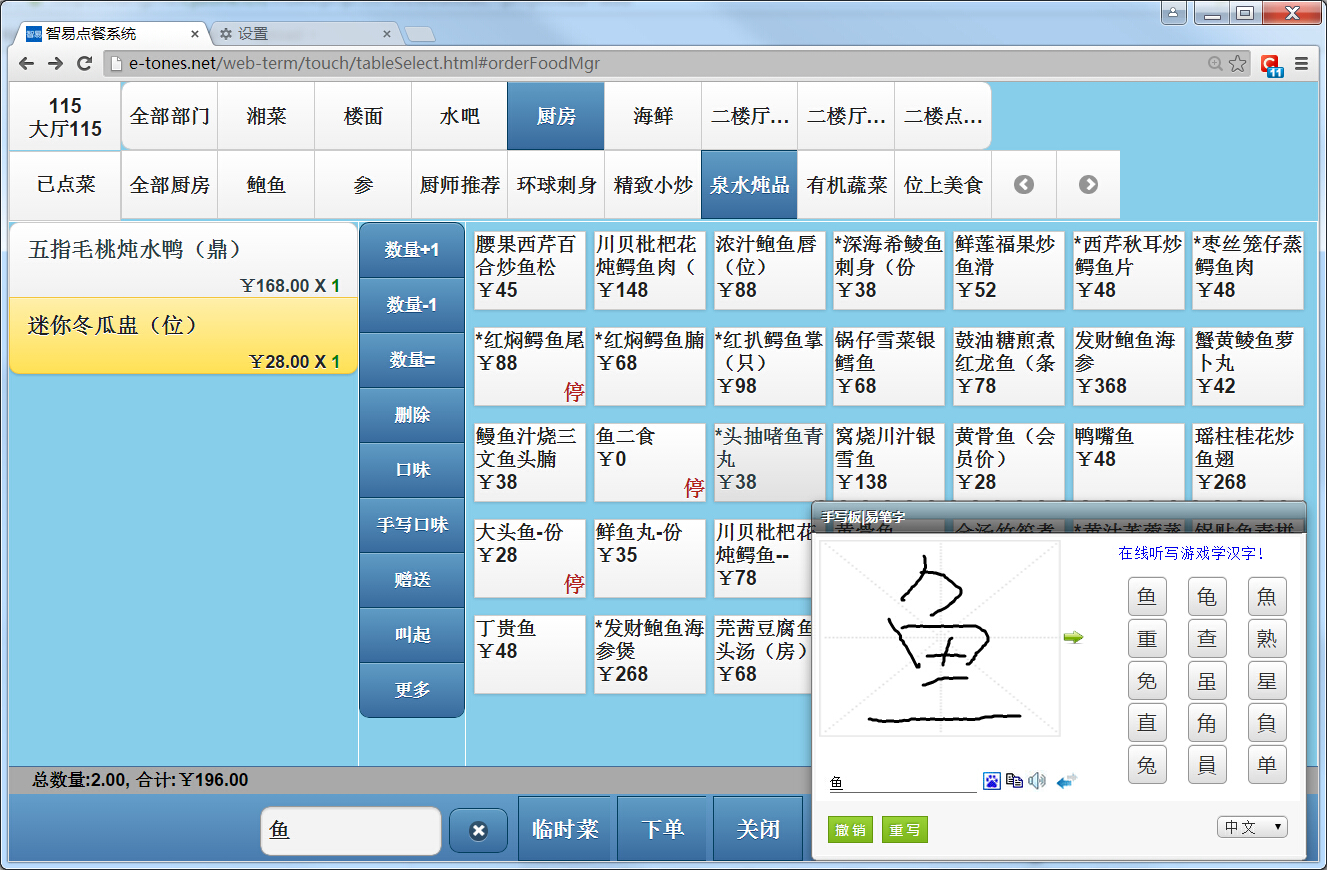 智易 智易点餐系统
设置
e-tones.net/web-term/touch/tableSelect.html#orderFoodMgr
11
115
大厅115
全部部门 湘菜 楼面 水吧 厨房 海鲜 二楼厅... 二楼厅... 二楼点...
已点菜 全部厨房 鲍鱼 参 厨师推荐 环球刺身 精致小炒 泉水炖品 有机蔬菜 位上美食
五指毛桃炖水鸭（鼎）
¥168.00 X 1
迷你冬瓜盅（位）
¥28.00 X 1
数量+1
数量-1
数量=
删除
口味
手写口味
赠送
叫起
更多
腰果西芹百
合炒鱼松
¥45
川贝枇杷花
炖鳄鱼肉（
¥148
浓汁鲍鱼唇
（位）
¥88
*深海希鲮鱼
刺身（份
¥38
鲜莲福果炒
鱼滑
¥52
*西芹秋耳炒
鳄鱼片
¥48
*枣丝笼仔蒸
鳄鱼肉
¥48
*红焖鳄鱼尾
¥88
停
*红焖鳄鱼腩
¥68
*红扒鳄鱼掌
（只）
¥98
锅仔雪菜银
鳕鱼
¥68
鼓油糖煎煮
红龙鱼（条
¥78
发财鲍鱼海
参
¥368
蟹黄鲮鱼萝
卜丸
¥42
鳗鱼汁烧三
文鱼头腩
¥38
鱼二食
¥0
停
*头抽啫鱼青
丸
¥38
窝烧川汁银
雪鱼
¥138
黄骨鱼（会
员价）
¥28
鸭嘴鱼
¥48
瑶柱桂花炒
鱼翅
¥268
大头鱼-份
¥28
停
鲜鱼丸-份
¥35
川贝枇杷花
炖鳄鱼--
¥78
丁贵鱼
¥48
*发财鲍鱼海
参煲
¥268
芫茜豆腐鱼
头汤（房）
¥68
手写板|易笔字
在线听写游戏学汉字！
鱼 龟 魚
重 查 熟
免 虽 星
直 角 負
兔 員 单
鱼
撤销 重写
中文
总数量:2.00, 合计:¥196.00
鱼
临时菜 下单 关闭